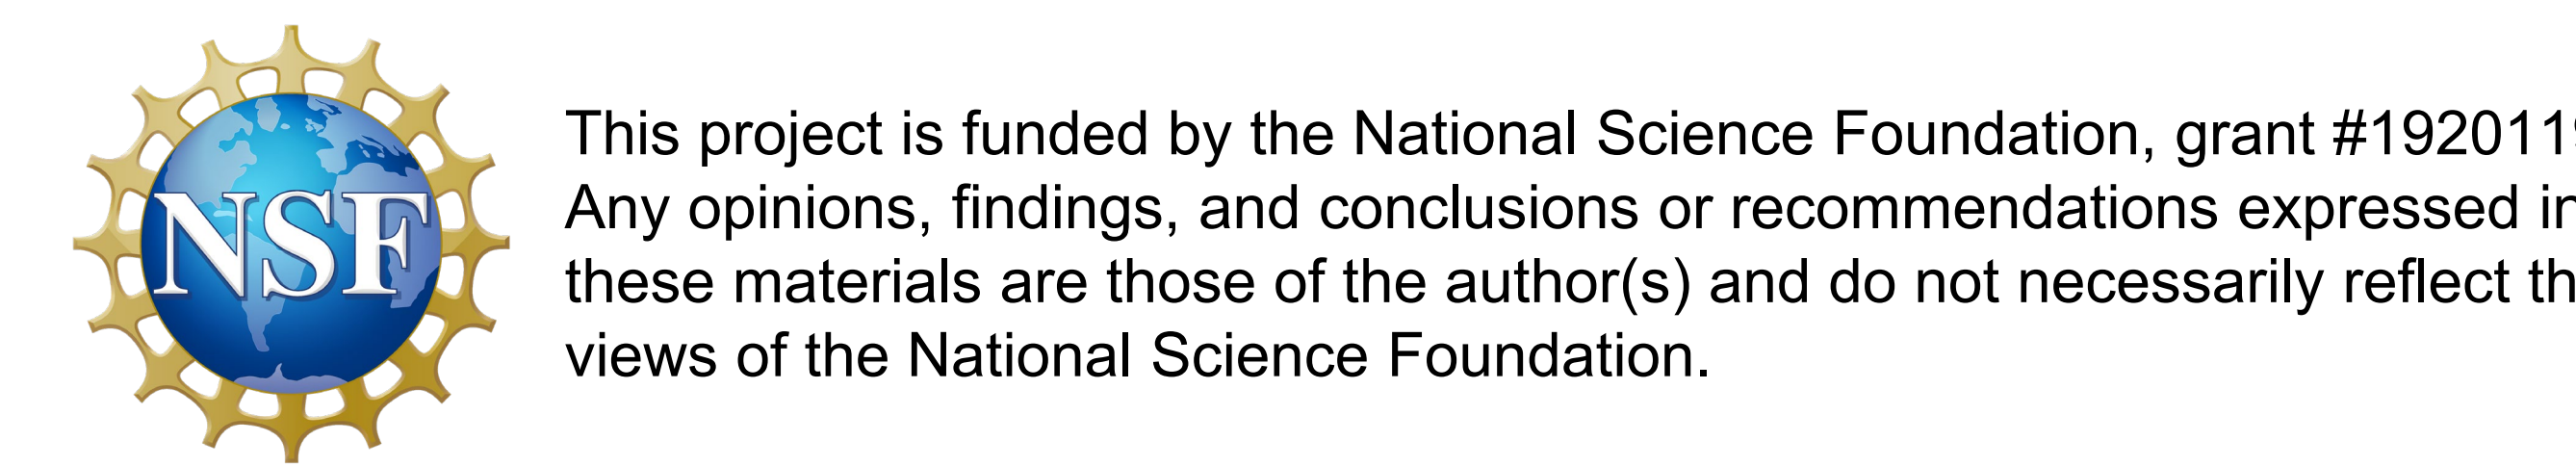 NSF
This project is funded by the National Science Foundation, grant #192011
Any opinions, findings, and conclusions or recommendations expressed in
these materials are those of the author(s) and do not necessarily reflect th
views of the National Science Foundation.